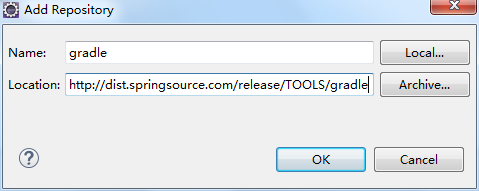 Add Repository
Name: gradle Local...
Location: http://dist.springsource.com/release/TOOLS/gradle Archive...
? OK Cancel